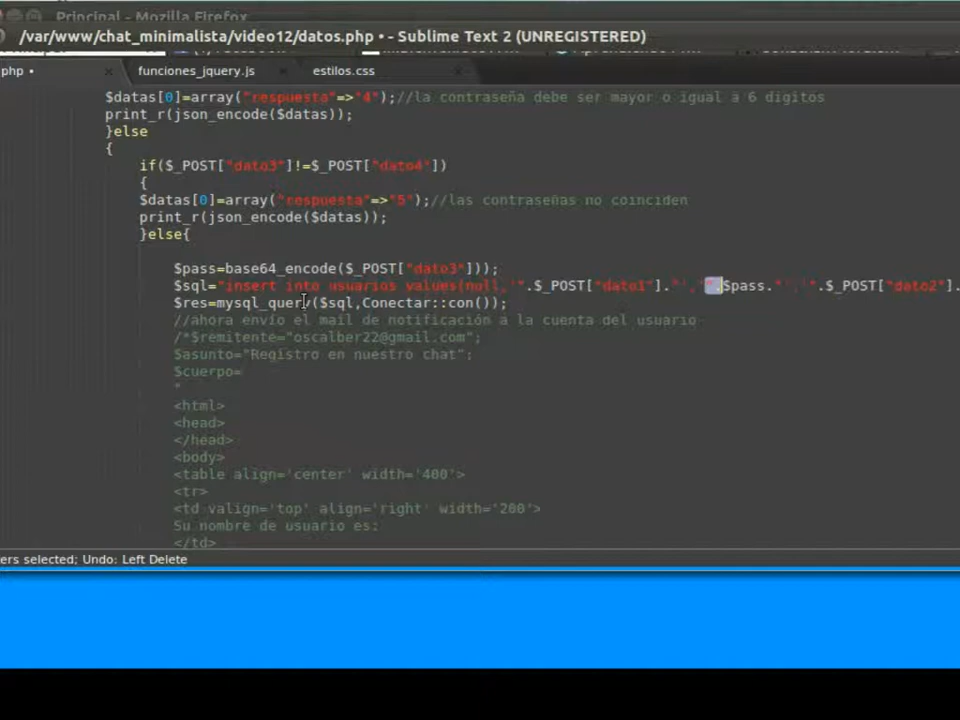 Principal - Mozilla Firefox
/var/www/chat_minimalista/video12/datos.php • - Sublime Text 2 (UNREGISTERED)
php • funciones_jquery.js estilos.css
$datas[0]=array("respuesta"=>"4");//la contraseña debe ser mayor o igual a 6 digitos
print_r(json_encode($datas));
}else
{
if($_POST["dato3"]!=$_POST["dato4"])
{
$datas[0]=array("respuesta"=>"5");//las contraseñas no coinciden
print_r(json_encode($datas));
}else{
$pass=base64_encode($_POST["dato3"]));
$sql="insert into usuarios values(null,'".$_POST["dato1"]."','".$pass."','".$_POST["dato2"].
$res=mysql_query($sql,Conectar::con());
//ahora envío el mail de notificación a la cuenta del usuario
/*$remitente="oscalber22@gmail.com";
$asunto="Registro en nuestro chat";
$cuerpo=
"
<html>
<head>
</head>
<body>
<table align='center' width='400'>
<tr>
<td valign='top' align='right' width='200'>
Su nombre de usuario es:
</td>
ers selected; Undo: Left Delete